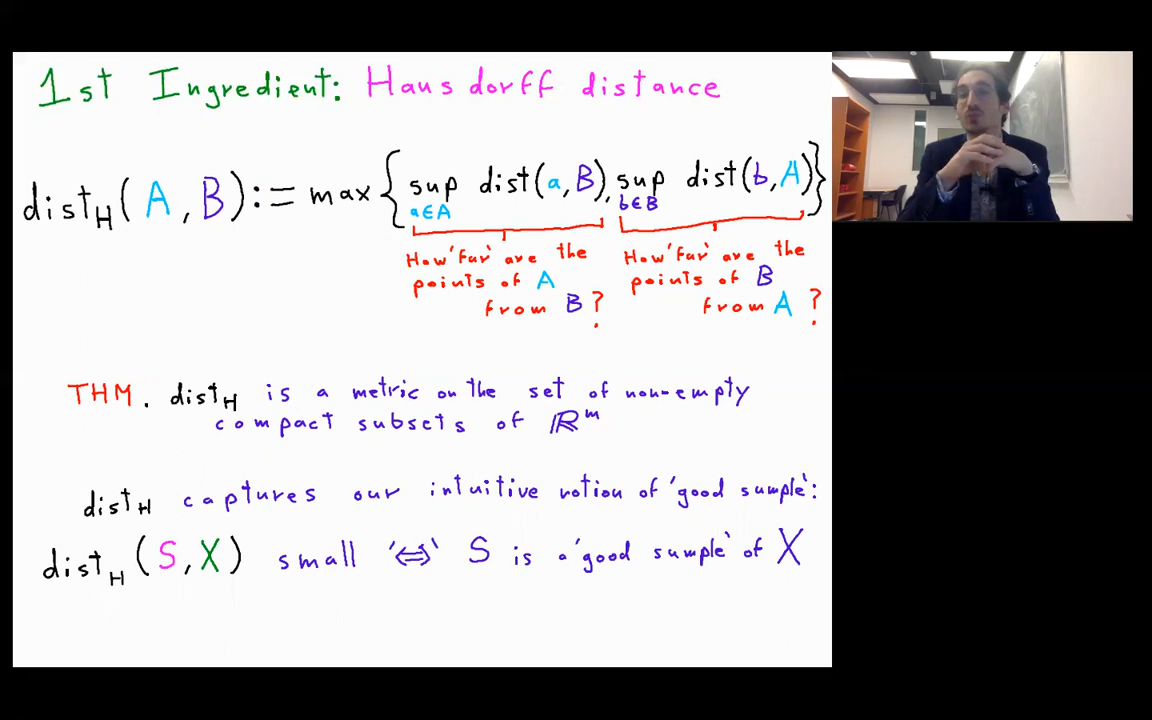 1st Ingredient: Hausdorff distance
dist_H(A,B) := max { sup_{a∈A} dist(a,B), sup_{b∈B} dist(b,A) }
How 'far' are the points of A from B?
How 'far' are the points of B from A?
THM. dist_H is a metric on the set of non-empty
compact subsets of ℝ^m
dist_H captures our intuitive notion of 'good sample':
dist_H (S,X) small '⇔' S is a 'good sample' of X